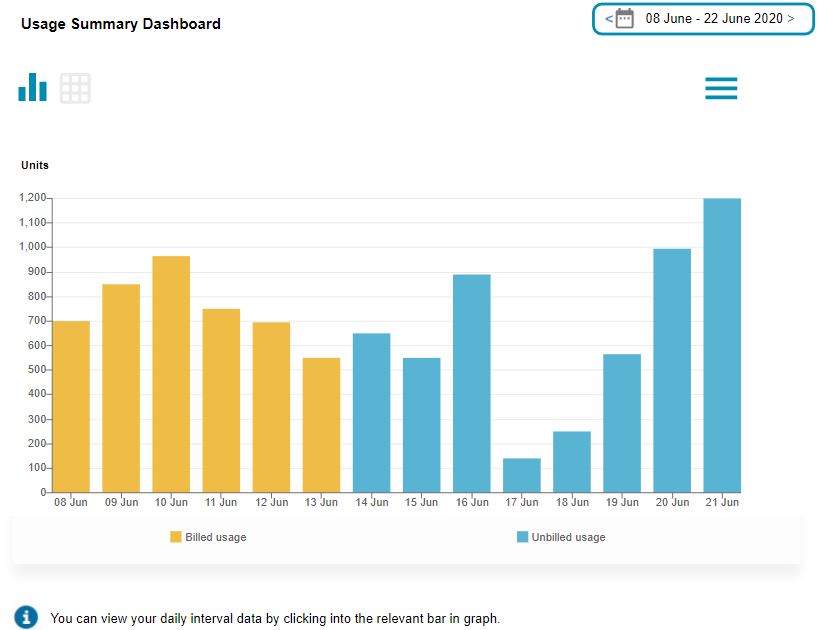 Usage Summary Dashboard
< 08 June - 22 June 2020 >
Units
1,200
1,100
1,000
900
800
700
600
500
400
300
200
100
0
08 Jun 09 Jun 10 Jun 11 Jun 12 Jun 13 Jun 14 Jun 15 Jun 16 Jun 17 Jun 18 Jun 19 Jun 20 Jun 21 Jun
Billed usage Unbilled usage
i You can view your daily interval data by clicking into the relevant bar in graph.